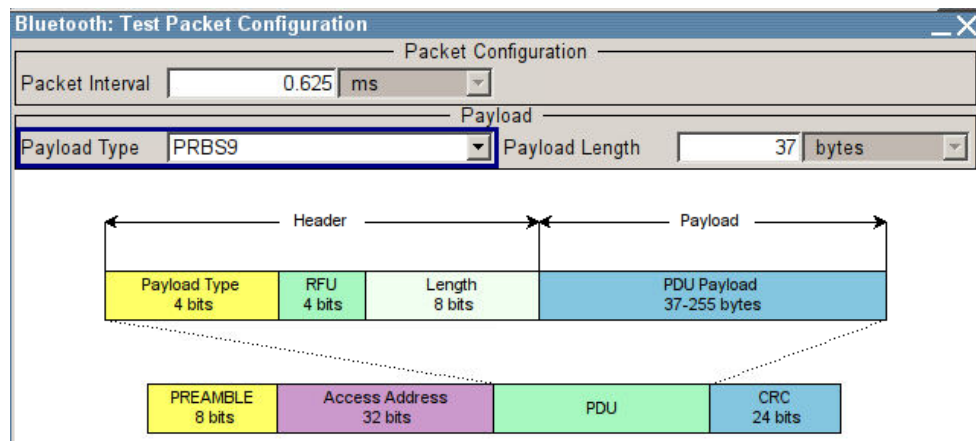 Bluetooth: Test Packet Configuration
Packet Configuration
Packet Interval 0.625 ms
Payload
Payload Type PRBS9 Payload Length 37 bytes
Header Payload
Payload Type RFU Length PDU Payload
4 bits 4 bits 8 bits 37-255 bytes
PREAMBLE Access Address PDU CRC
8 bits 32 bits 24 bits